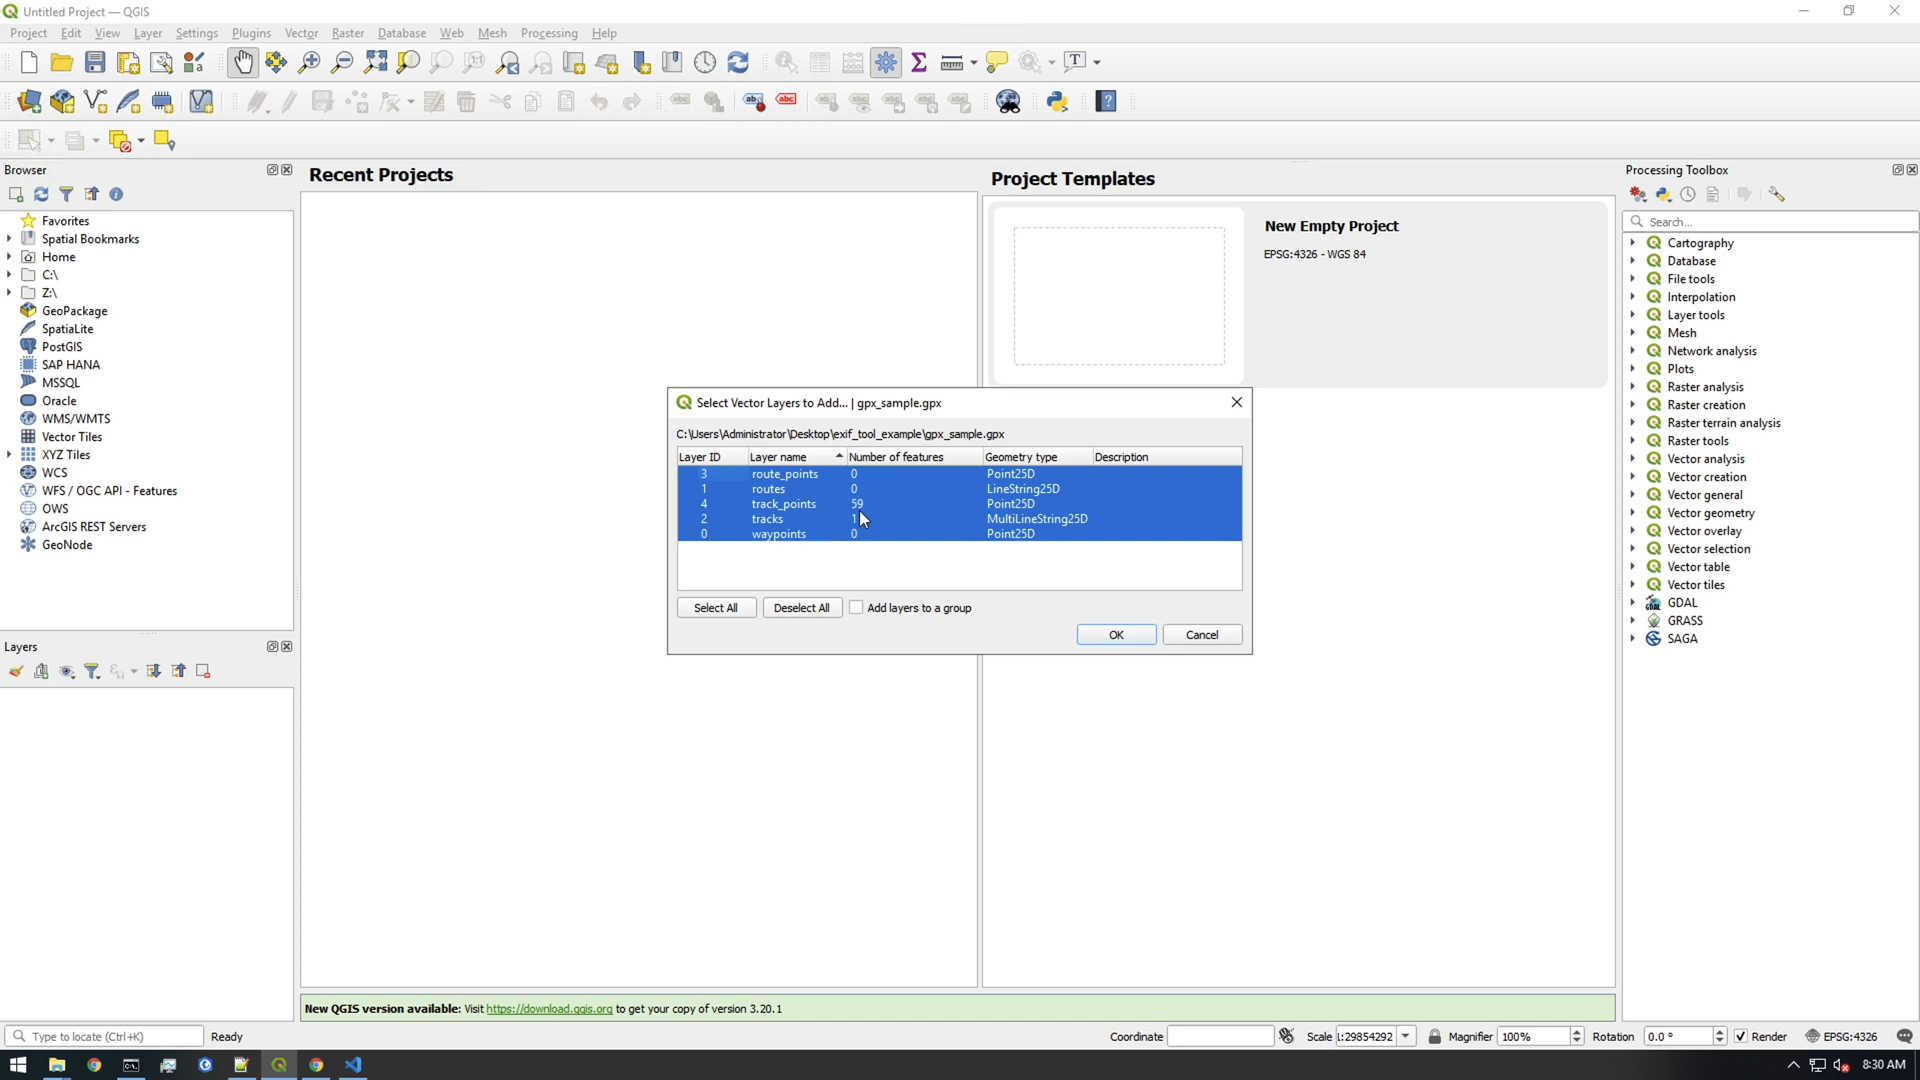 Untitled Project — QGIS
Project Edit View Layer Settings Plugins Vector Raster Database Web Mesh Processing Help
Browser
Favorites
Spatial Bookmarks
Home
C:\
Z:\
GeoPackage
SpatiaLite
PostGIS
SAP HANA
MSSQL
Oracle
WMS/WMTS
Vector Tiles
XYZ Tiles
WCS
WFS / OGC API - Features
OWS
ArcGIS REST Servers
GeoNode
Layers
Recent Projects
Project Templates
New Empty Project
EPSG:4326 - WGS 84
Select Vector Layers to Add... | gpx_sample.gpx
C:\Users\Administrator\Desktop\exif_tool_example\gpx_sample.gpx
Layer ID Layer name Number of features Geometry type Description
3 route_points 0 Point25D
1 routes 0 LineString25D
4 track_points 59 Point25D
2 tracks 1 MultiLineString25D
0 waypoints 0 Point25D
Select All Deselect All Add layers to a group
OK Cancel
Processing Toolbox
Search...
Cartography
Database
File tools
Interpolation
Layer tools
Mesh
Network analysis
Plots
Raster analysis
Raster creation
Raster terrain analysis
Raster tools
Vector analysis
Vector creation
Vector general
Vector geometry
Vector overlay
Vector selection
Vector table
Vector tiles
GDAL
GRASS
SAGA
New QGIS version available: Visit https://download.qgis.org to get your copy of version 3.20.1
Type to locate (Ctrl+K) Ready Coordinate Scale 1:29854292 Magnifier 100% Rotation 0.0 ° Render EPSG:4326
8:30 AM